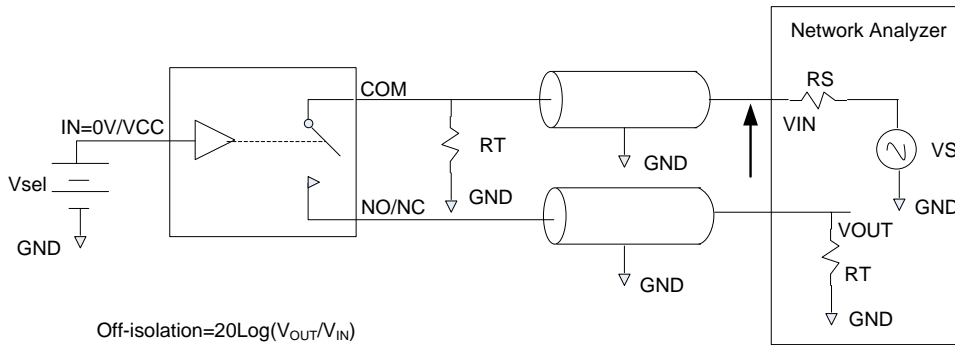 Network Analyzer
RS
COM
IN=0V/VCC
VIN
RT
GND
VS
Vsel
GND
NO/NC
GND
VOUT
GND
GND
RT
Off-isolation=20Log(VOUT/VIN)
GND